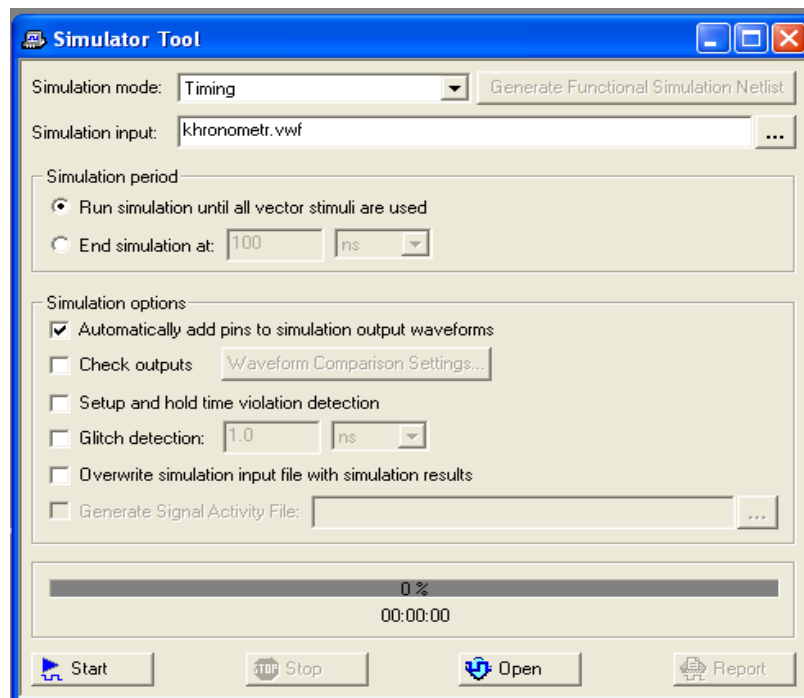 Simulator Tool
Simulation mode: Timing Generate Functional Simulation Netlist
Simulation input: khronometr.vwf ...
Simulation period
Run simulation until all vector stimuli are used
End simulation at: 100 ns
Simulation options
Automatically add pins to simulation output waveforms
Check outputs Waveform Comparison Settings...
Setup and hold time violation detection
Glitch detection: 1.0 ns
Overwrite simulation input file with simulation results
Generate Signal Activity File: ...
0 %
00:00:00
Start STOP Stop Open Report